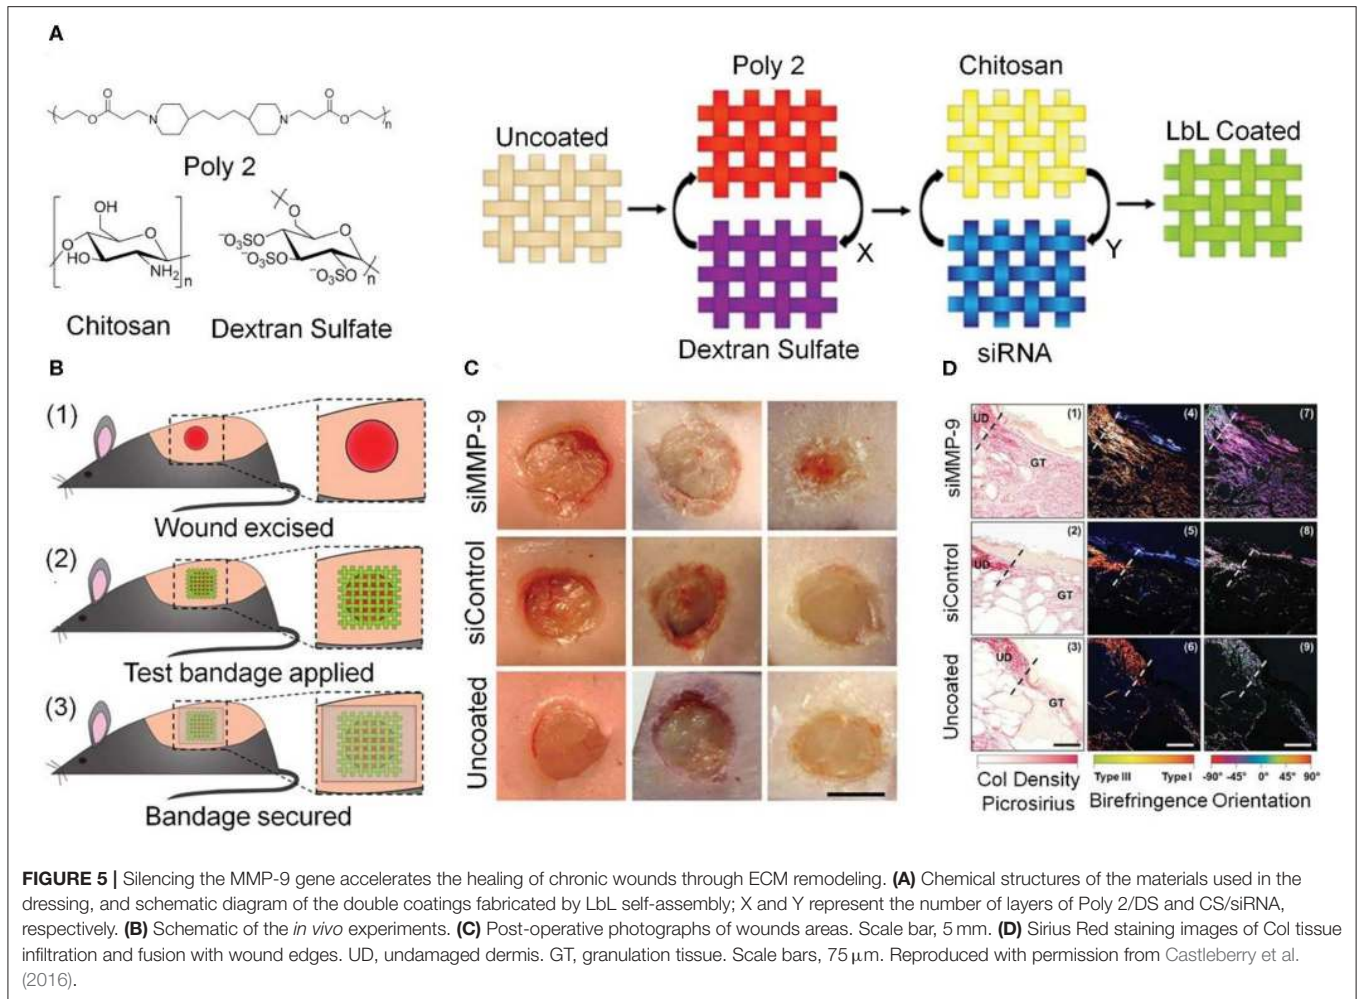 A
O
O
O
N
N
O
n
Poly 2
OH
O
HO
O
NH₂
n
Chitosan
O
⁻O₃SO
⁻O₃SO
⁻O₃SO
O
n
Dextran Sulfate
Uncoated
Poly 2
Dextran Sulfate
X
Chitosan
siRNA
Y
LbL Coated
B
(1)
Wound excised
(2)
Test bandage applied
(3)
Bandage secured
C
siMMP-9
siControl
Uncoated
D
siMMP-9
UD
GT
(1)
(4)
(7)
siControl
UD
GT
(2)
(5)
(8)
Uncoated
UD
GT
(3)
(6)
(9)
Col Density
Picrosirius
Type III Type I
Birefringence
-90° -45° 0° 45° 90°
Orientation
FIGURE 5 | Silencing the MMP-9 gene accelerates the healing of chronic wounds through ECM remodeling. (A) Chemical structures of the materials used in the
dressing, and schematic diagram of the double coatings fabricated by LbL self-assembly; X and Y represent the number of layers of Poly 2/DS and CS/siRNA,
respectively. (B) Schematic of the in vivo experiments. (C) Post-operative photographs of wounds areas. Scale bar, 5 mm. (D) Sirius Red staining images of Col tissue
infiltration and fusion with wound edges. UD, undamaged dermis. GT, granulation tissue. Scale bars, 75 μm. Reproduced with permission from Castleberry et al.
(2016).